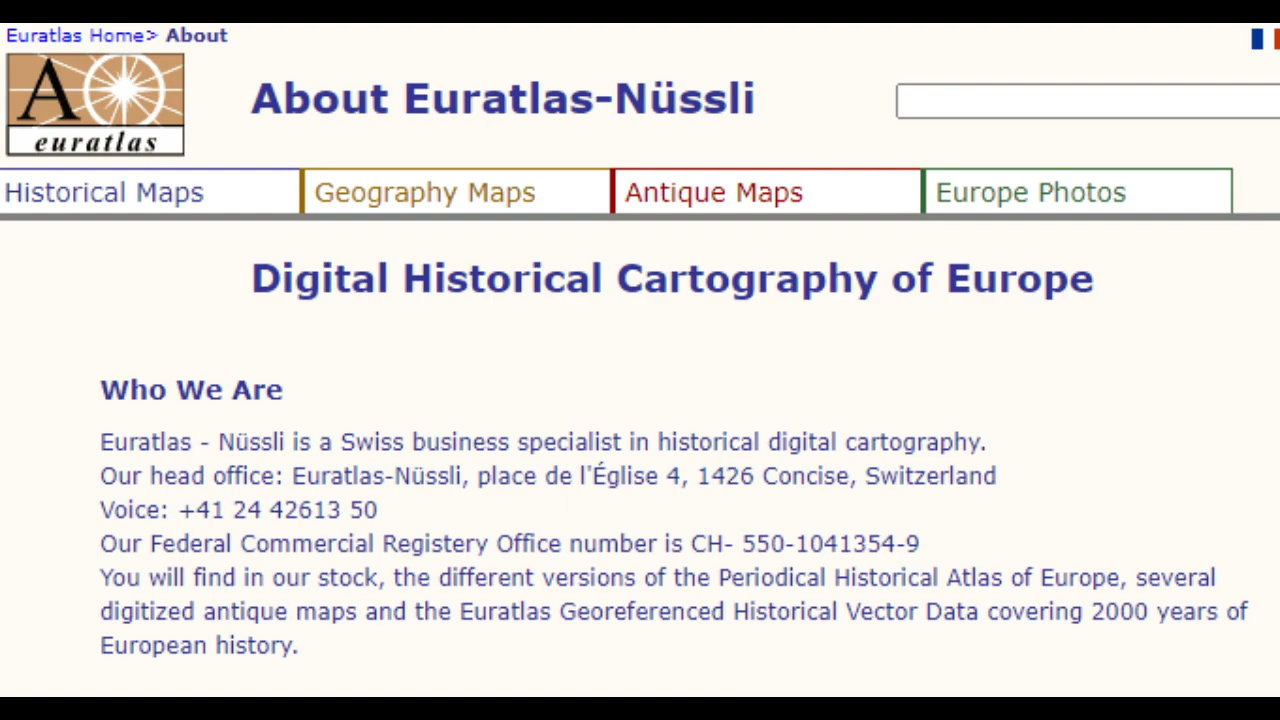 Euratlas Home> About
A
euratlas
About Euratlas-Nüssli
Historical Maps
Geography Maps
Antique Maps
Europe Photos
Digital Historical Cartography of Europe
Who We Are
Euratlas - Nüssli is a Swiss business specialist in historical digital cartography.
Our head office: Euratlas-Nüssli, place de l'Église 4, 1426 Concise, Switzerland
Voice: +41 24 42613 50
Our Federal Commercial Registery Office number is CH- 550-1041354-9
You will find in our stock, the different versions of the Periodical Historical Atlas of Europe, several
digitized antique maps and the Euratlas Georeferenced Historical Vector Data covering 2000 years of
European history.